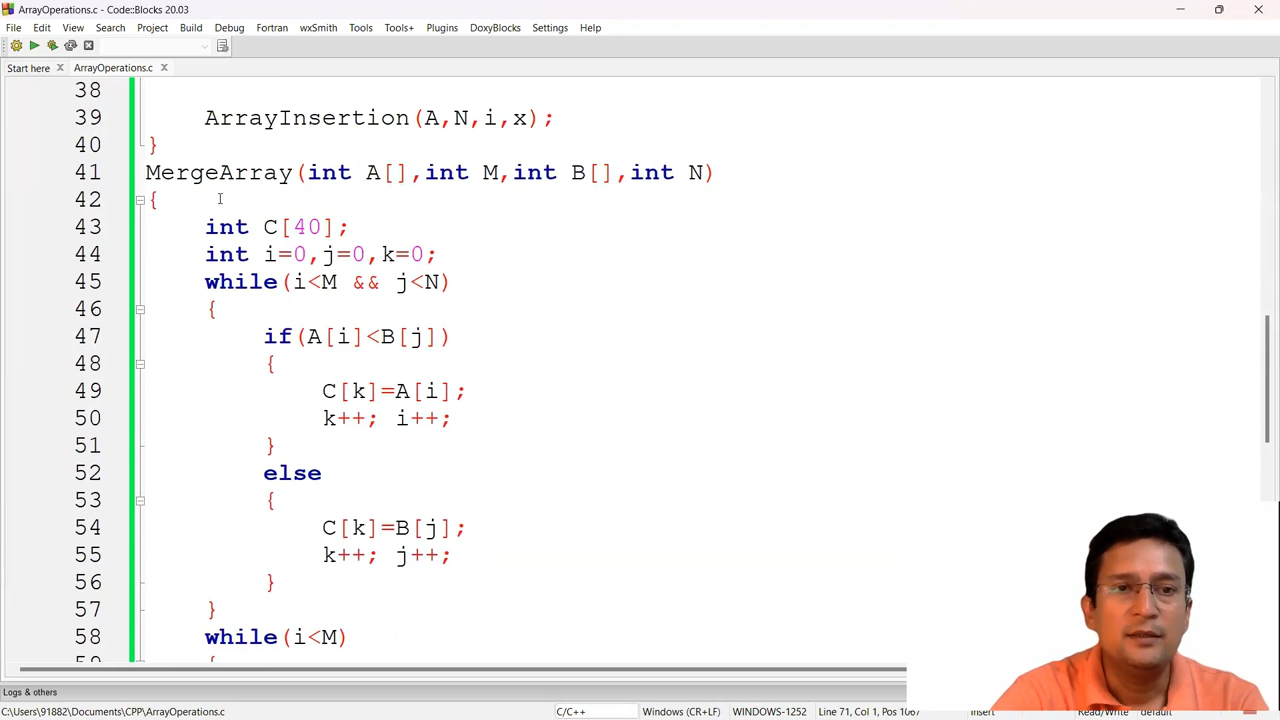 ArrayOperations.c - Code::Blocks 20.03
File Edit View Search Project Build Debug Fortran wxSmith Tools Tools+ Plugins DoxyBlocks Settings Help
Start here ArrayOperations.c
38
39 ArrayInsertion(A,N,i,x);
40 }
41 MergeArray(int A[],int M,int B[],int N)
42 {
43 int C[40];
44 int i=0,j=0,k=0;
45 while(i<M && j<N)
46 {
47 if(A[i]<B[j])
48 {
49 C[k]=A[i];
50 k++; i++;
51 }
52 else
53 {
54 C[k]=B[j];
55 k++; j++;
56 }
57 }
58 while(i<M)
Logs & others
C:\Users\91882\Documents\CPP\ArrayOperations.c C/C++ Windows (CR+LF) WINDOWS-1252 Line 71, Col 1, Pos 1067 Insert Read/Write default